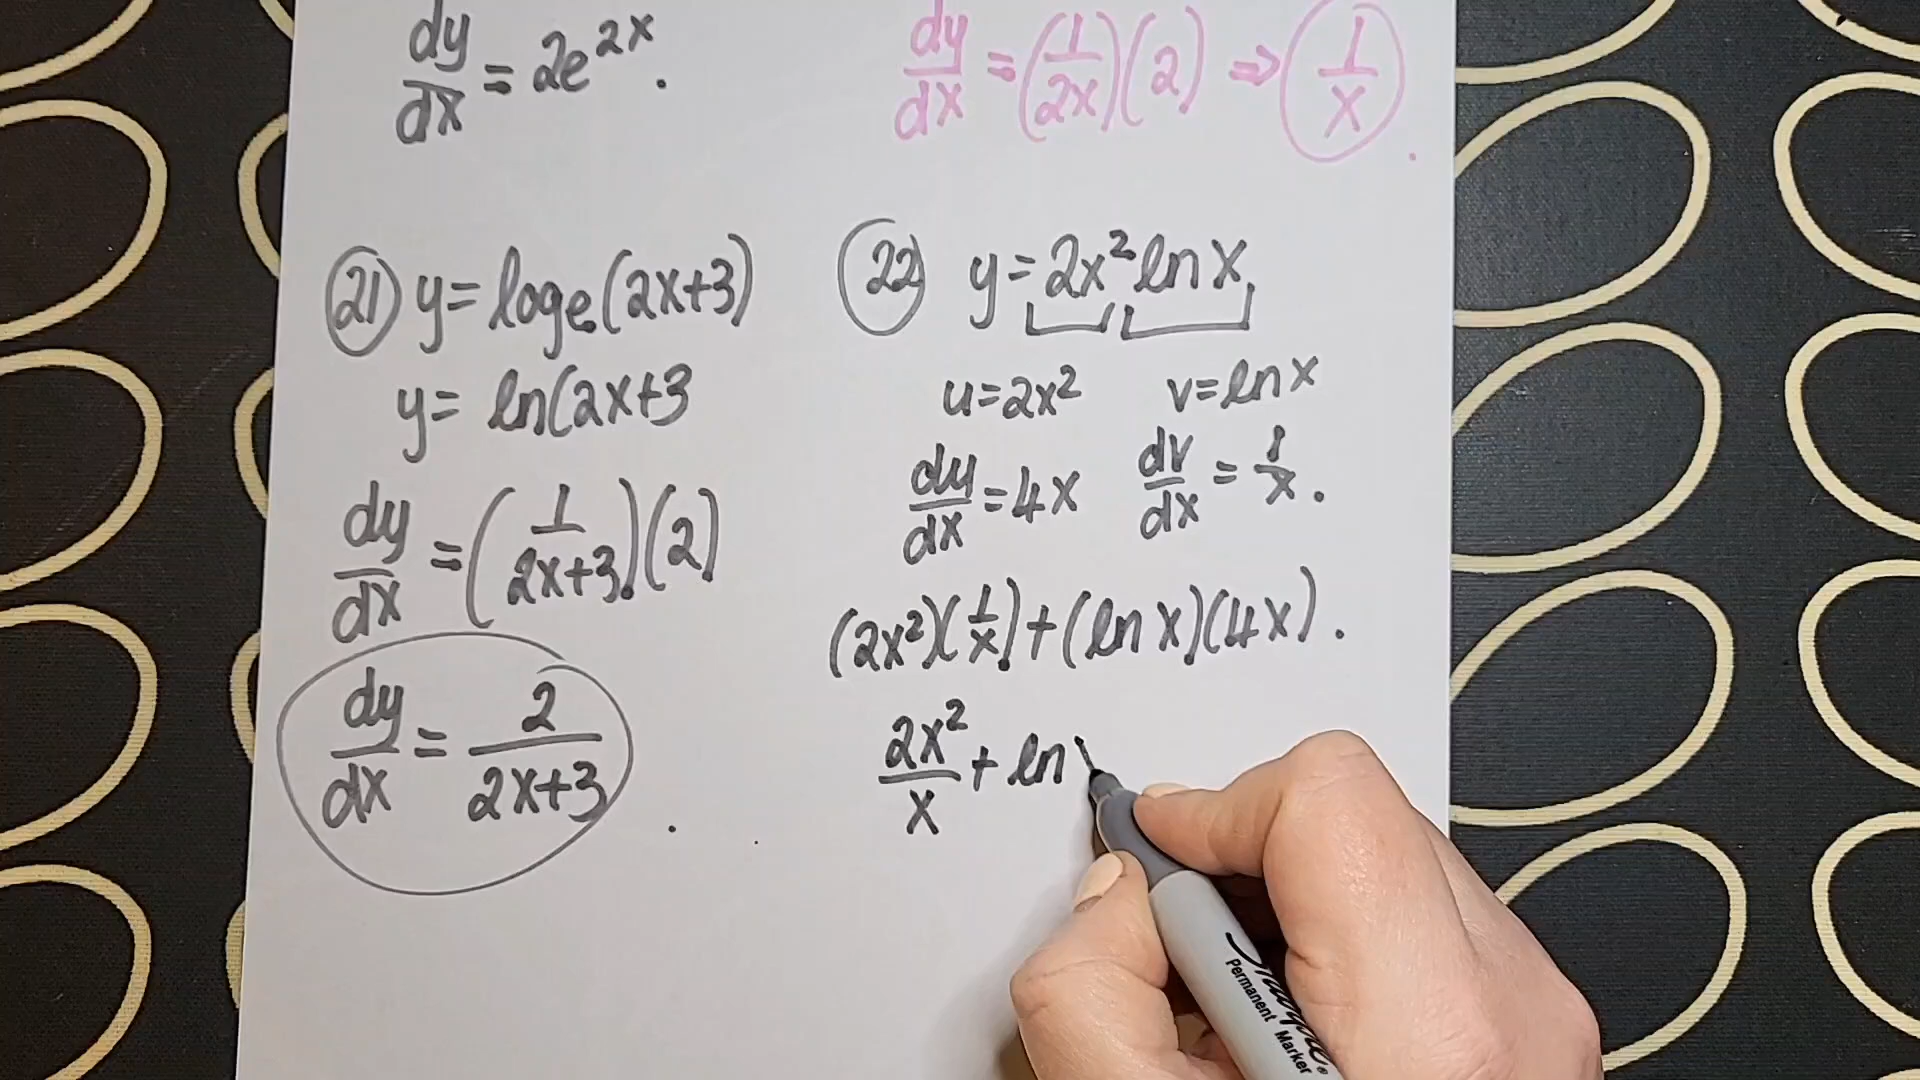 dy/dx = 2e^2x.
dy/dx = (1/2x)(2) ⇒ 1/x.
21 y = loge(2x+3)
y = ln(2x+3
dy/dx = (1/2x+3)(2)
dy/dx = 2/2x+3
22 y = 2x² ln x
u = 2x² v = ln x
du/dx = 4x dv/dx = 1/x.
(2x²)(1/x) + (ln x)(4x).
2x²/x + ln
Sharpie
Permanent Marker